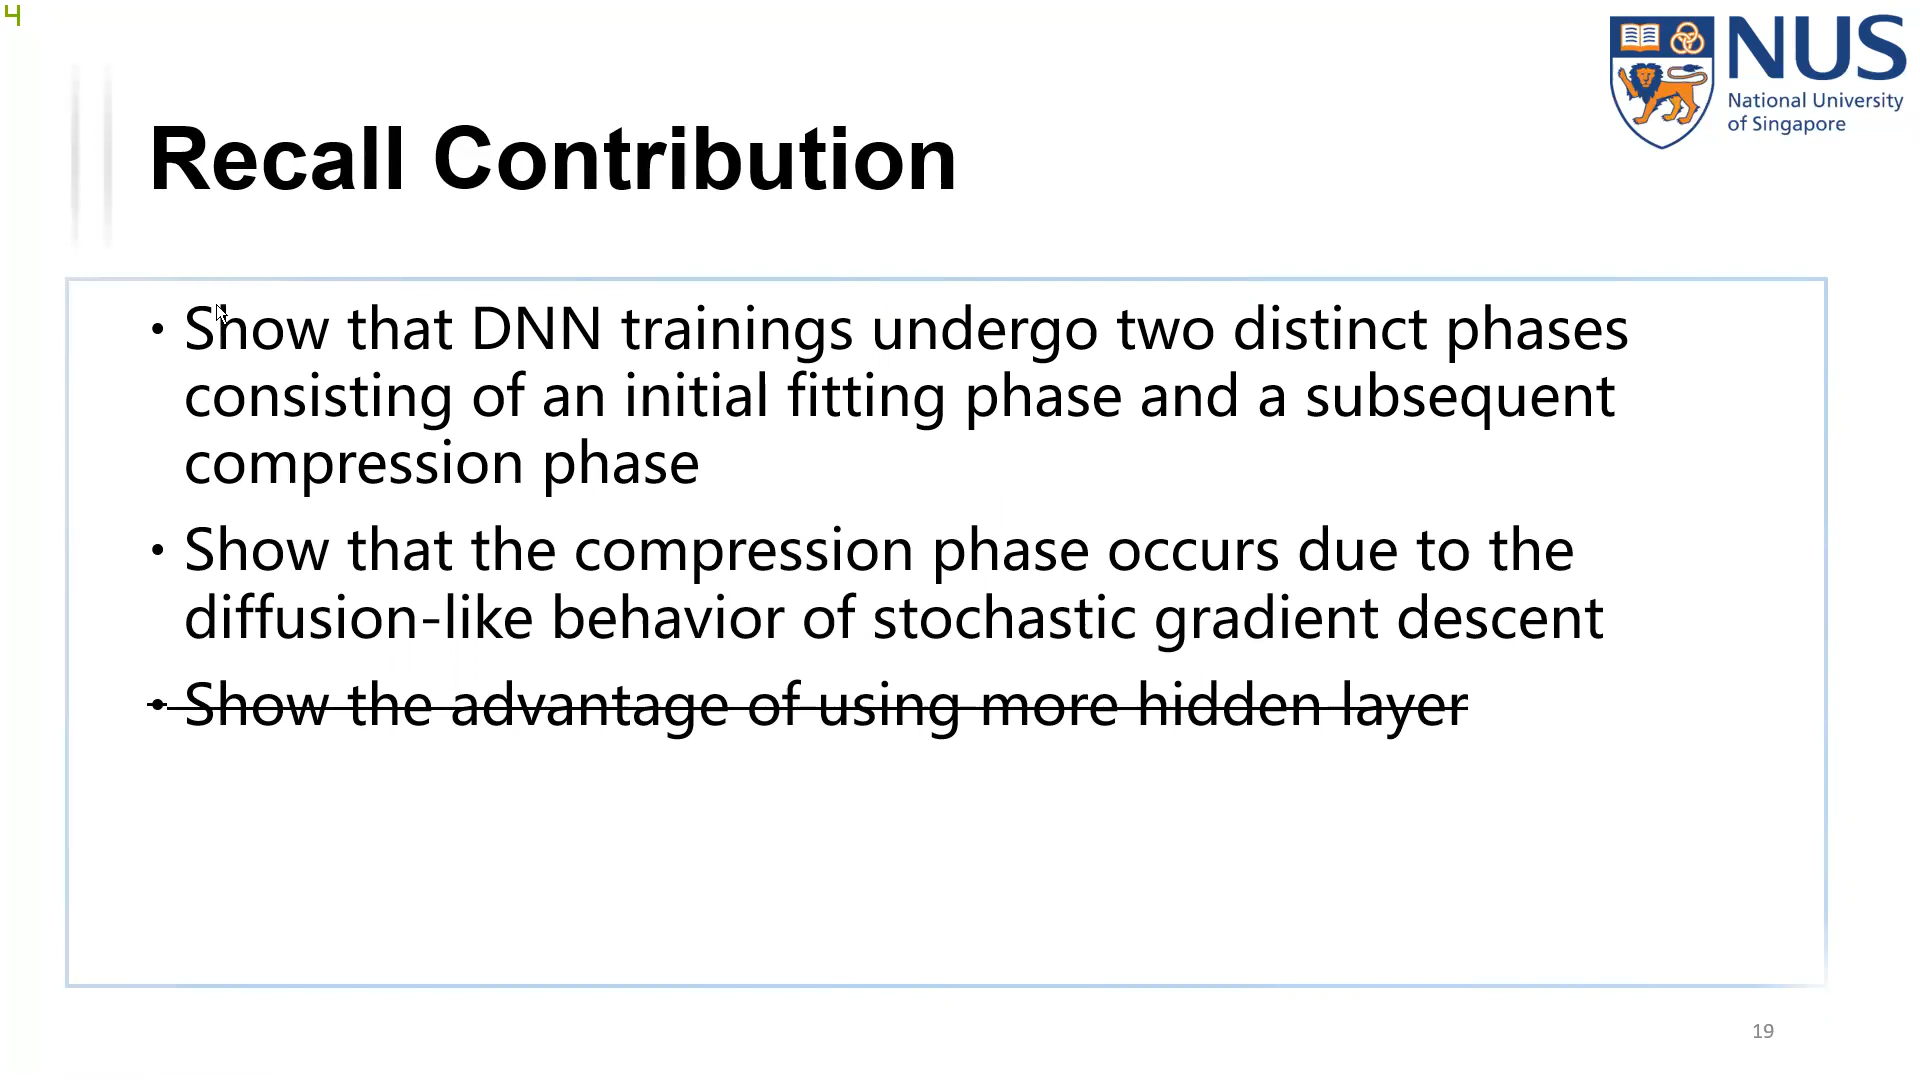 4
NUS
National University
of Singapore
Recall Contribution
• Show that DNN trainings undergo two distinct phases
consisting of an initial fitting phase and a subsequent
compression phase
• Show that the compression phase occurs due to the
diffusion-like behavior of stochastic gradient descent
• Show the advantage of using more hidden layer
19